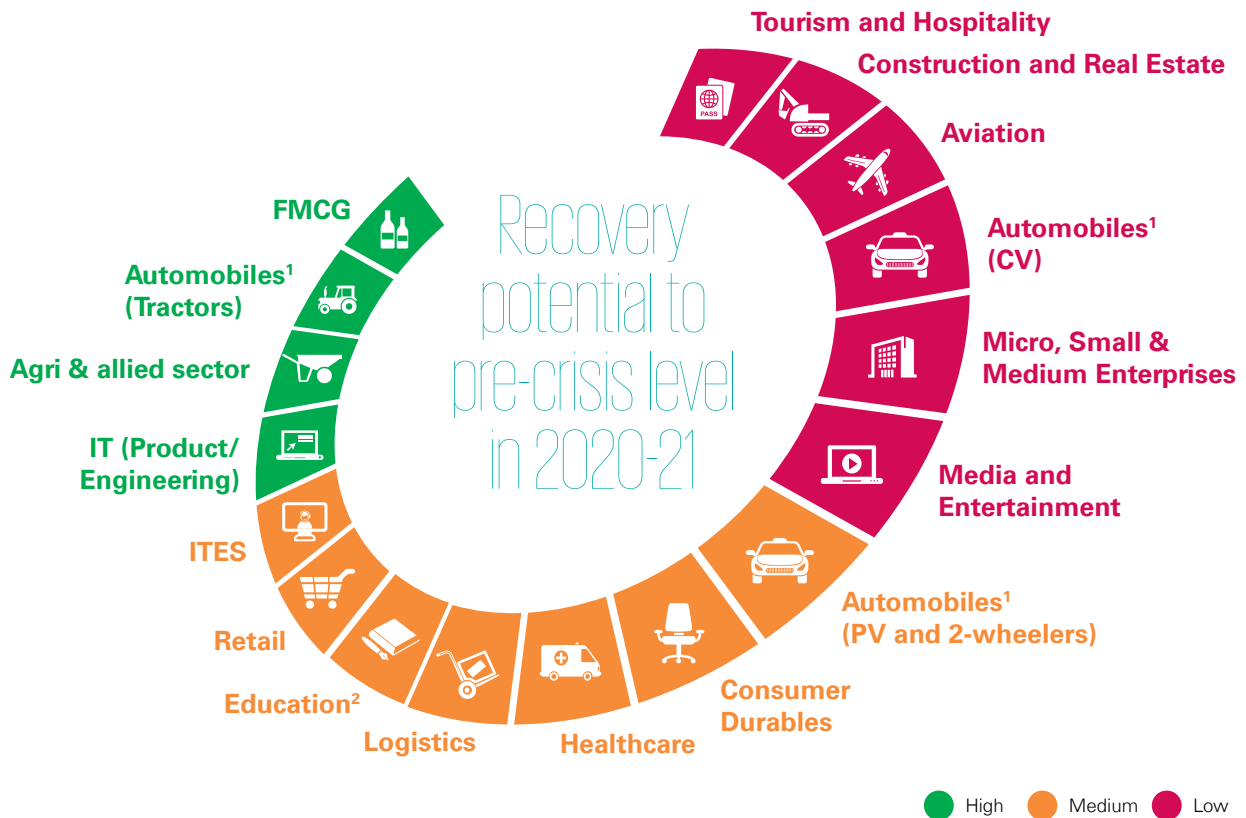 Tourism and Hospitality
Construction and Real Estate
Aviation
Automobiles¹
(CV)
Micro, Small &
Medium Enterprises
Media and
Entertainment
Automobiles¹
(PV and 2-wheelers)
Consumer
Durables
Healthcare
Logistics
Education²
Retail
ITES
IT (Product/
Engineering)
Agri & allied sector
Automobiles¹
(Tractors)
FMCG
PASS
Recovery
potential to
pre-crisis level
in 2020-21
High
Medium
Low